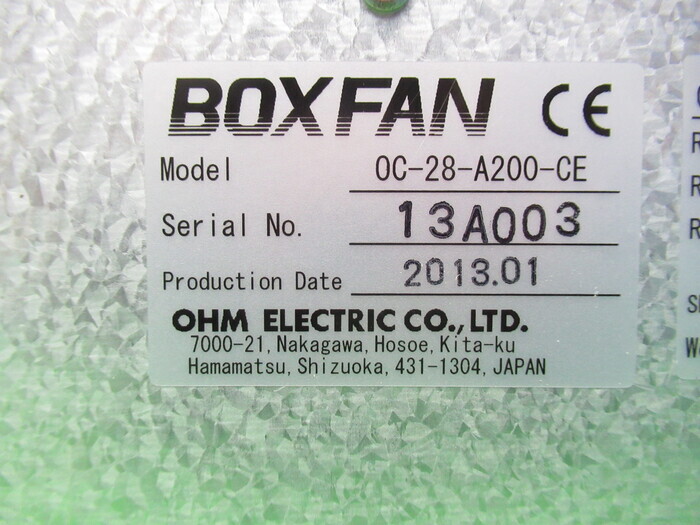 BOXFAN CE
Model OC-28-A200-CE
Serial No. 13A003
Production Date 2013.01
OHM ELECTRIC CO.,LTD.
7000-21, Nakagawa, Hosoe, Kita-ku
Hamamatsu, Shizuoka, 431-1304, JAPAN